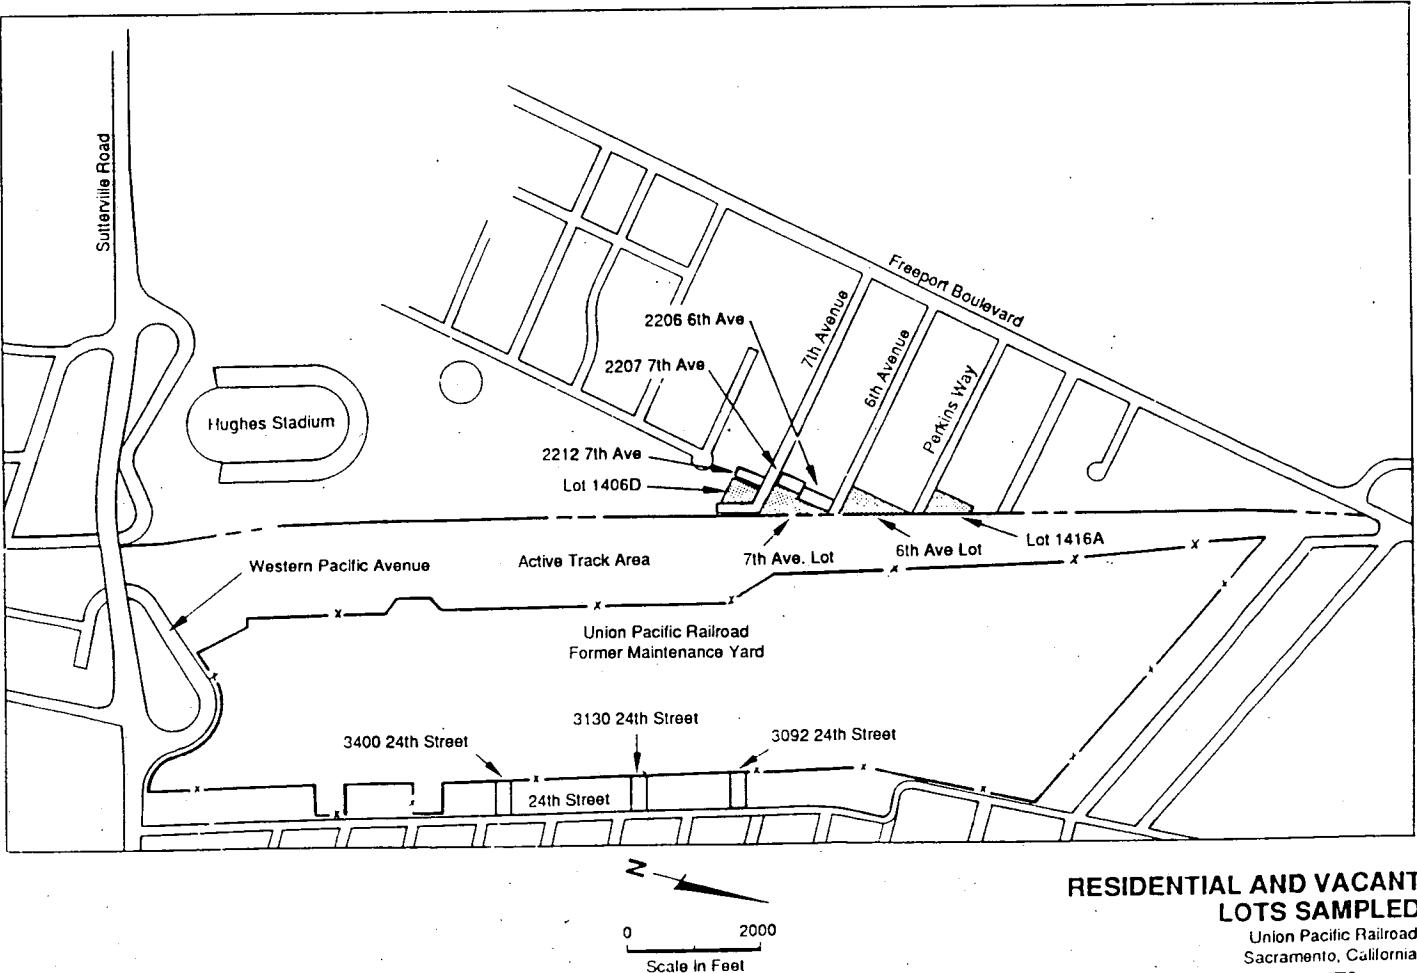 Sutterville Road
Freeport Boulevard
2206 6th Ave
7th Avenue
2207 7th Ave
6th Avenue
Perkins Way
Hughes Stadium
2212 7th Ave
Lot 1406D
7th Ave. Lot
6th Ave Lot
Lot 1416A
Western Pacific Avenue
Active Track Area
Union Pacific Railroad
Former Maintenance Yard
3400 24th Street
3130 24th Street
3092 24th Street
24th Street
N
0 2000
Scale in Feet
RESIDENTIAL AND VACANT
LOTS SAMPLED
Union Pacific Railroad
Sacramento, California